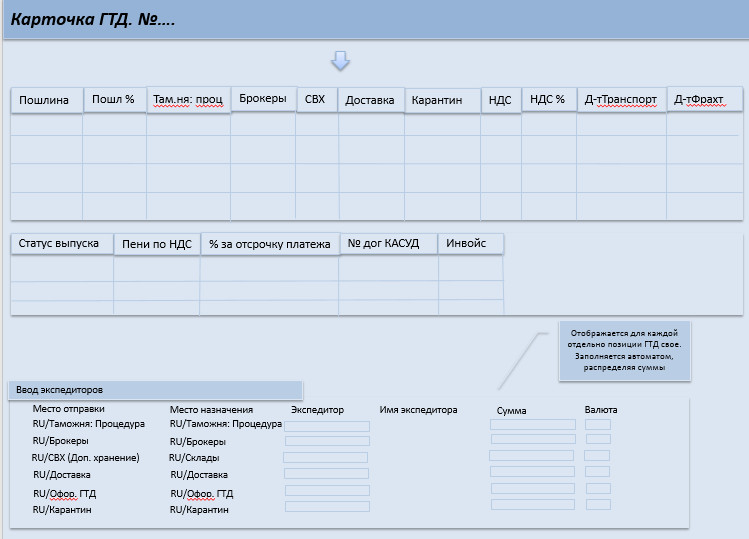 Карточка ГТД. №....
Пошлина Пошл % Там.ня: проц Брокеры СВХ Доставка Карантин НДС НДС % Д-тТранспорт Д-тФрахт
Статус выпуска Пени по НДС % за отсрочку платежа № дог КАСУД Инвойс
Отображается для каждой
отдельно позиции ГТД свое.
Заполняется автоматом,
распределяя суммы
Ввод экспедиторов
Место отправки Место назначения Экспедитор Имя экспедитора Сумма Валюта
RU/Таможня: Процедура RU/Таможня: Процедура
RU/Брокеры RU/Брокеры
RU/СВХ (Доп. хранение) RU/Склады
RU/Доставка RU/Доставка
RU/Офор. ГТД RU/Офор. ГТД
RU/Карантин RU/Карантин